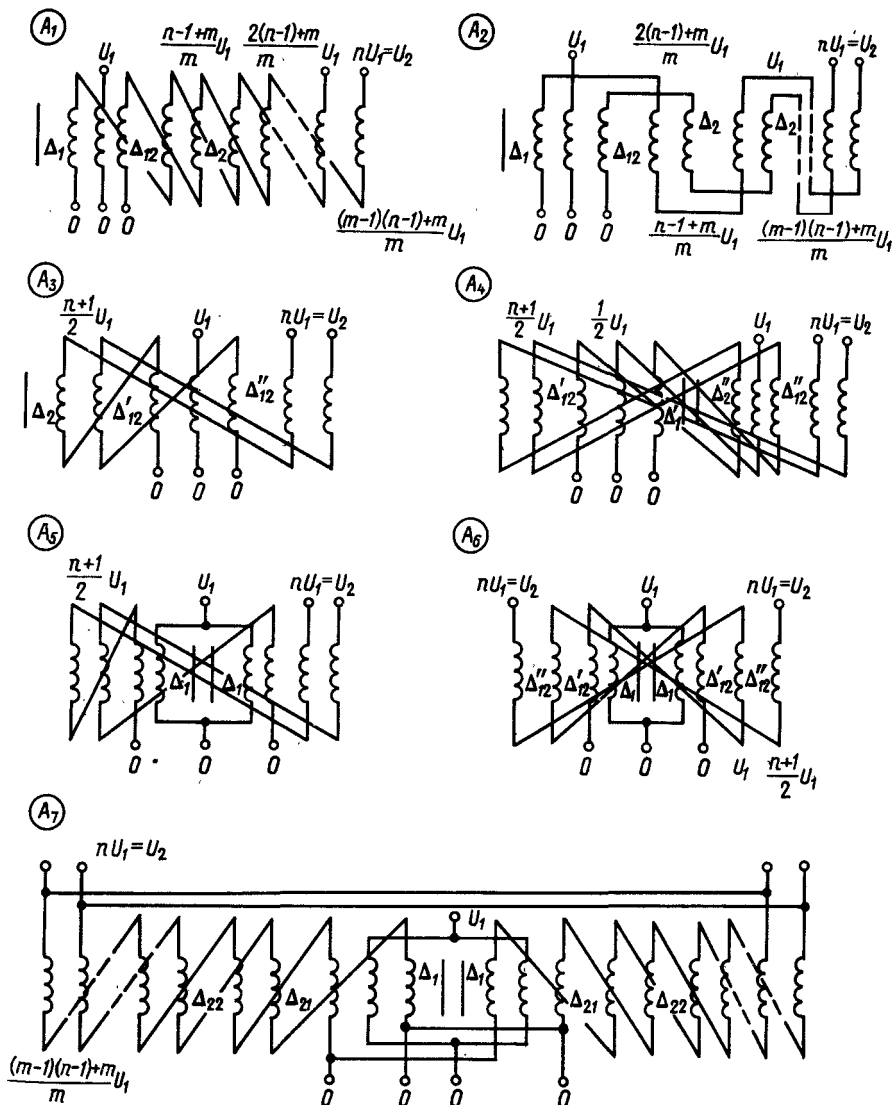 A₁
U₁ (n-1+m)/m U₁ (2(n-1)+m)/m U₁ nU₁=U₂
Δ₁ Δ₁₂ Δ₂
0 0 0
((m-1)(n-1)+m)/m U₁
A₂
U₁ (2(n-1)+m)/m U₁ U₁ nU₁=U₂
Δ₁ Δ₁₂ Δ₂ Δ₂
0 0 0
(n-1+m)/m U₁ ((m-1)(n-1)+m)/m U₁
A₃
(n+1)/2 U₁ U₁ nU₁=U₂
Δ₂ Δ'₁₂ Δ''₁₂
0 0 0
A₄
(n+1)/2 U₁ 1/2 U₁ U₁ nU₁=U₂
Δ'₁₂ Δ'₁ Δ''₂ Δ''₁₂
0 0 0
A₅
(n+1)/2 U₁ U₁ nU₁=U₂
Δ₁ Δ₁
0 0 0
A₆
nU₁=U₂ U₁ nU₁=U₂
Δ''₁₂ Δ'₁₂ Δ₁ Δ₁ Δ'₁₂ Δ''₁₂
0 0 0 U₁ (n+1)/2 U₁
A₇
nU₁=U₂
U₁
Δ₂₂ Δ₂₁ Δ₁ Δ₁ Δ₂₁ Δ₂₂
((m-1)(n-1)+m)/m U₁
0 0 0 0